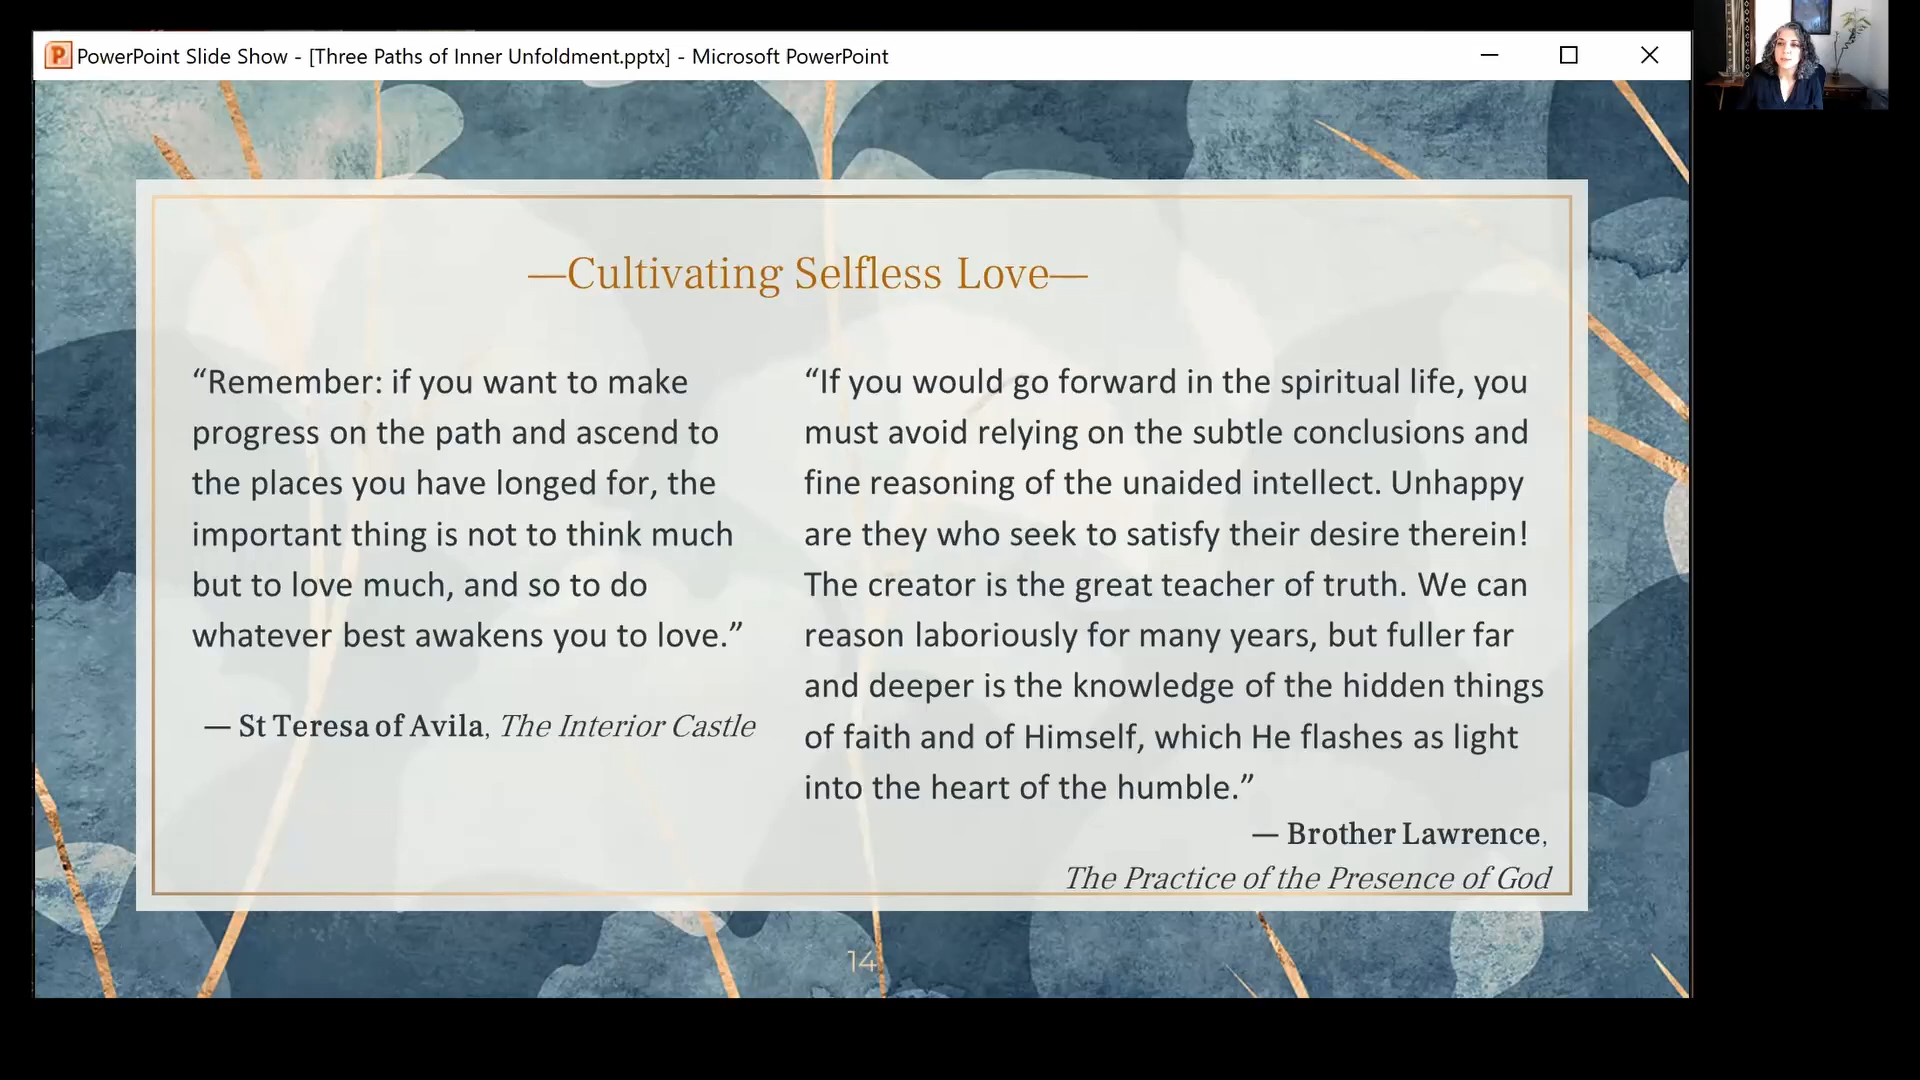 PowerPoint Slide Show - [Three Paths of Inner Unfoldment.pptx] - Microsoft PowerPoint
—Cultivating Selfless Love—
“Remember: if you want to make
progress on the path and ascend to
the places you have longed for, the
important thing is not to think much
but to love much, and so to do
whatever best awakens you to love.”
— St Teresa of Avila, The Interior Castle
“If you would go forward in the spiritual life, you
must avoid relying on the subtle conclusions and
fine reasoning of the unaided intellect. Unhappy
are they who seek to satisfy their desire therein!
The creator is the great teacher of truth. We can
reason laboriously for many years, but fuller far
and deeper is the knowledge of the hidden things
of faith and of Himself, which He flashes as light
into the heart of the humble.”
— Brother Lawrence,
The Practice of the Presence of God
14